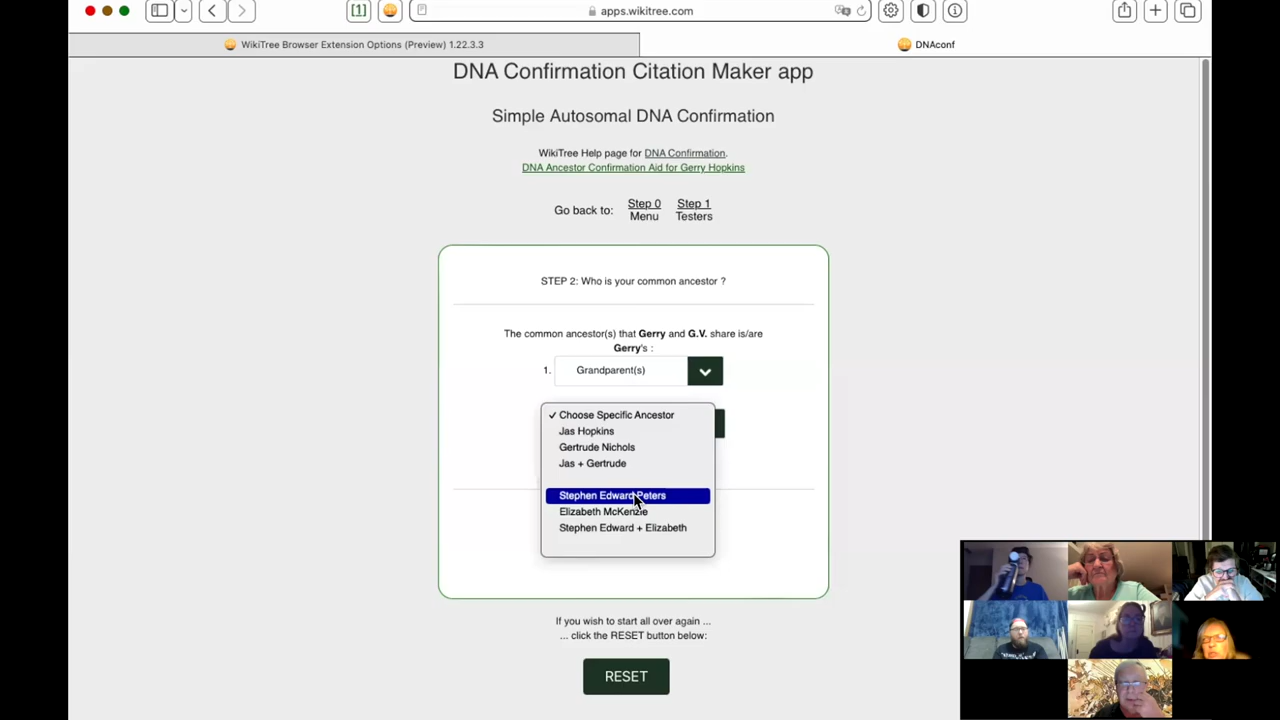 [1]
apps.wikitree.com
WikiTree Browser Extension Options (Preview) 1.22.3.3
DNAconf
DNA Confirmation Citation Maker app
Simple Autosomal DNA Confirmation
WikiTree Help page for DNA Confirmation.
DNA Ancestor Confirmation Aid for Gerry Hopkins
Go back to: Step 0 Step 1
Menu Testers
STEP 2: Who is your common ancestor ?
The common ancestor(s) that Gerry and G.V. share is/are
Gerry's :
1. Grandparent(s)
✓ Choose Specific Ancestor
Jas Hopkins
Gertrude Nichols
Jas + Gertrude
Stephen Edward Peters
Elizabeth McKenzie
Stephen Edward + Elizabeth
If you wish to start all over again ...
... click the RESET button below:
RESET